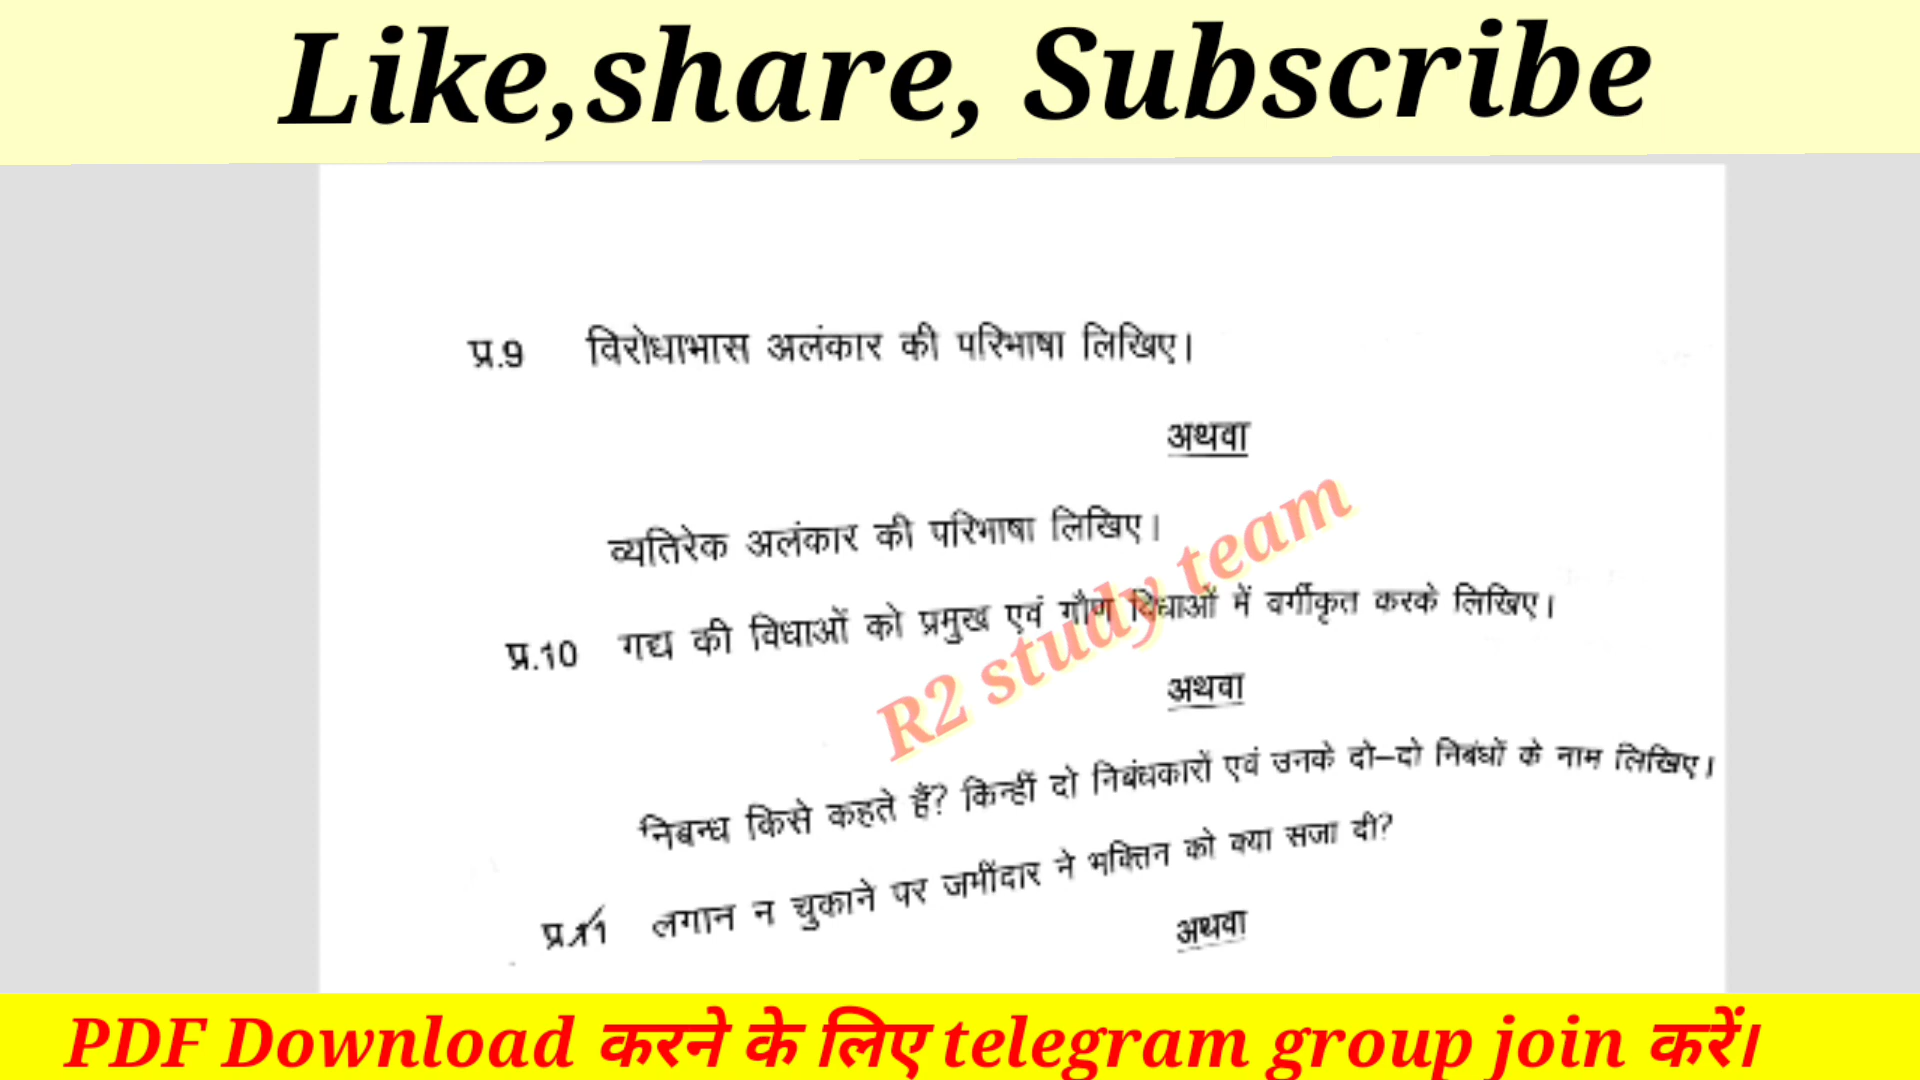 Like,share, Subscribe
प्र.9 विरोधाभास अलंकार की परिभाषा लिखिए।
अथवा
व्यतिरेक अलंकार की परिभाषा लिखिए।
प्र.10 गद्य की विधाओं को प्रमुख एवं गौण विधाओं में वर्गीकृत करके लिखिए।
अथवा
निबन्ध किसे कहते हैं? किन्हीं दो निबंधकारों एवं उनके दो–दो निबंधों के नाम लिखिए।
प्र.11 लगान न चुकाने पर जमींदार ने भक्तिन को क्या सजा दी?
अथवा
R2 study team
PDF Download करने के लिए telegram group join करें।